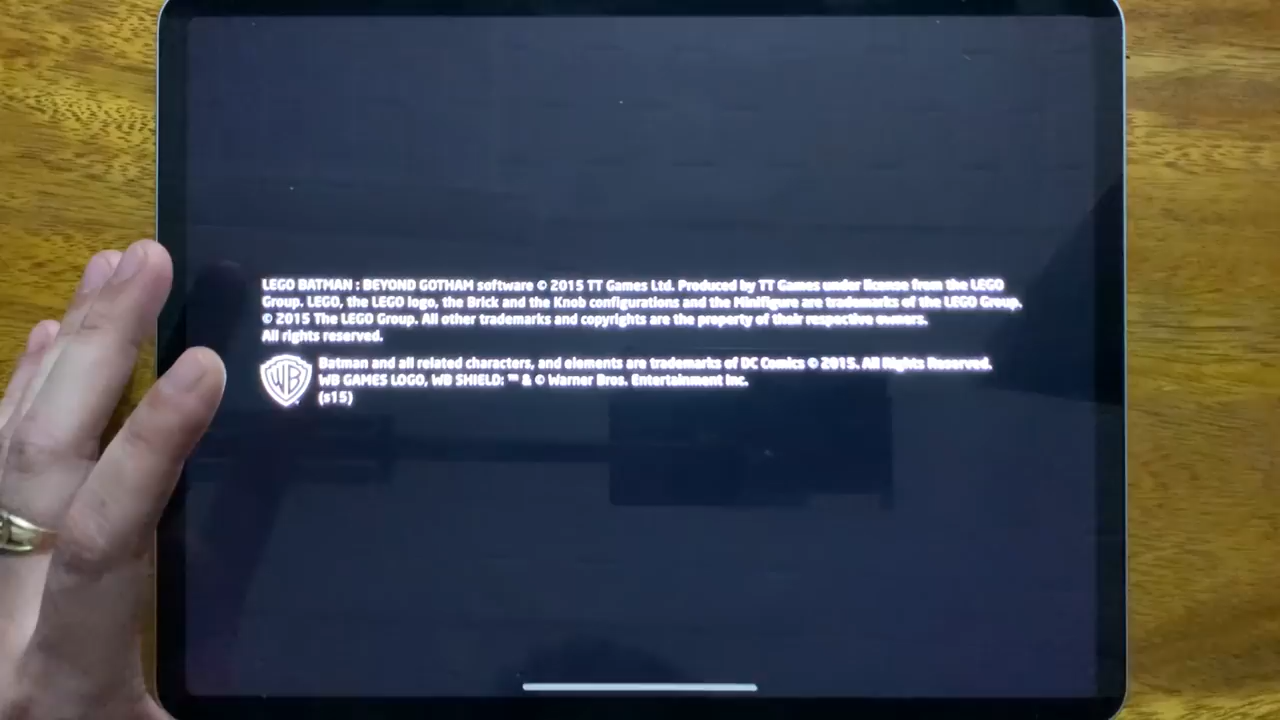 LEGO BATMAN : BEYOND GOTHAM software © 2015 TT Games Ltd. Produced by TT Games under license from the LEGO
Group. LEGO, the LEGO logo, the Brick and the Knob configurations and the Minifigure are trademarks of the LEGO Group.
© 2015 The LEGO Group. All other trademarks and copyrights are the property of their respective owners.
All rights reserved.
WB
Batman and all related characters, and elements are trademarks of DC Comics © 2015. All Rights Reserved.
WB GAMES LOGO, WB SHIELD: ™ & © Warner Bros. Entertainment Inc.
(s15)